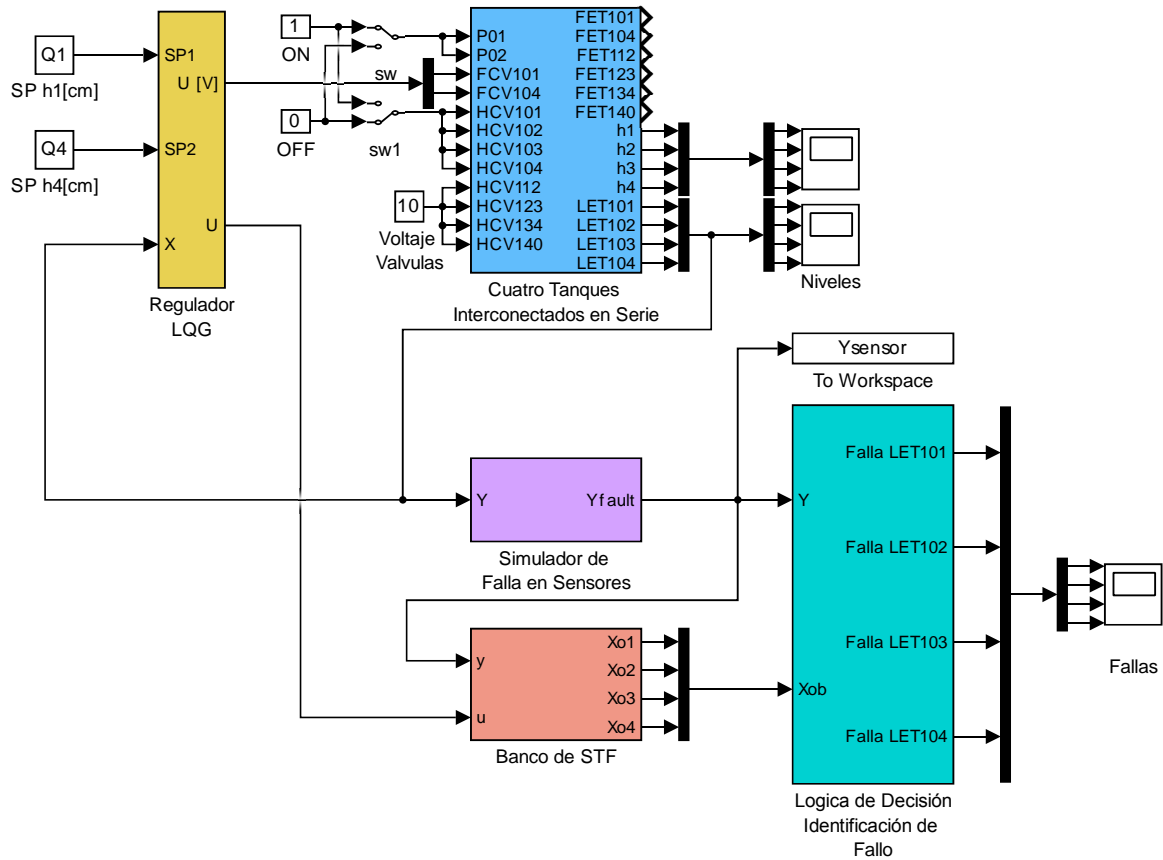 Q1
SP h1[cm]
Q4
SP h4[cm]
SP1
U [V]
SP2
U
X
Regulador
LQG
1
ON
0
OFF
sw
sw1
10
Voltaje
Valvulas
P01
P02
FCV101
FCV104
HCV101
HCV102
HCV103
HCV104
HCV112
HCV123
HCV134
HCV140
FET101
FET104
FET112
FET123
FET134
FET140
h1
h2
h3
h4
LET101
LET102
LET103
LET104
Cuatro Tanques
Interconectados en Serie
Niveles
Ysensor
To Workspace
Y
Yfault
Simulador de
Falla en Sensores
y
u
Xo1
Xo2
Xo3
Xo4
Banco de STF
Y
Xob
Falla LET101
Falla LET102
Falla LET103
Falla LET104
Logica de Decisión
Identificación de
Fallo
Fallas